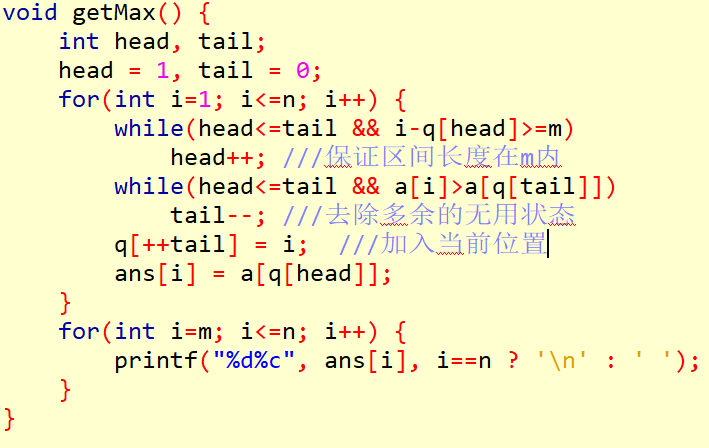 void getMax() {
    int head, tail;
    head = 1, tail = 0;
    for(int i=1; i<=n; i++) {
        while(head<=tail && i-q[head]>=m)
            head++; ///保证区间长度在m内
        while(head<=tail && a[i]>a[q[tail]])
            tail--; ///去除多余的无用状态
        q[++tail] = i;  ///加入当前位置
        ans[i] = a[q[head]];
    }
    for(int i=m; i<=n; i++) {
        printf("%d%c", ans[i], i==n ? '\n' : ' ');
    }
}